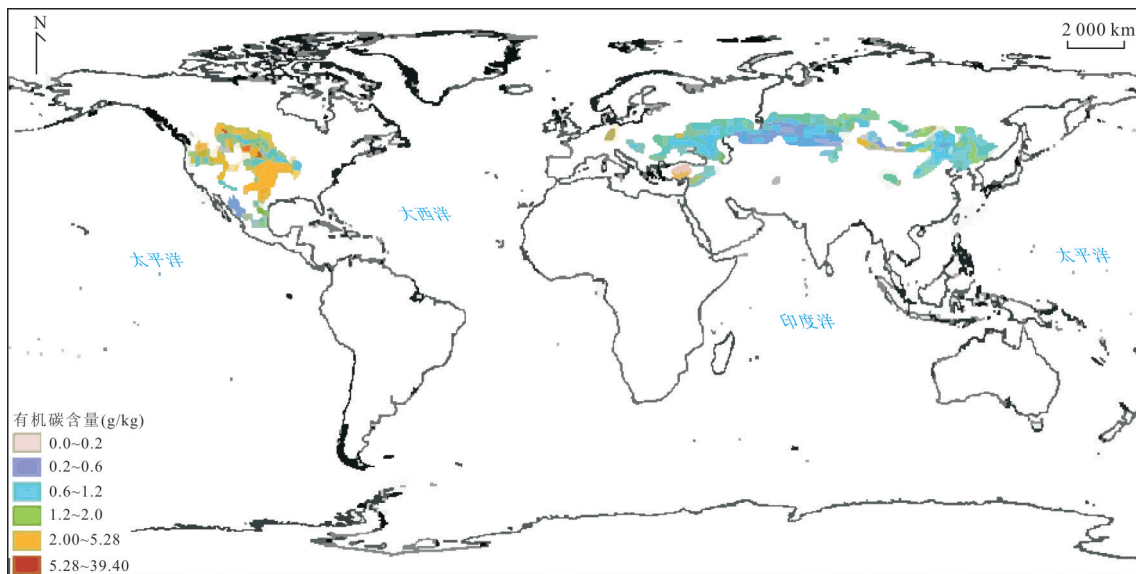 N
2 000 km
大西洋
太平洋
太平洋
印度洋
有机碳含量(g/kg)
0.0~0.2
0.2~0.6
0.6~1.2
1.2~2.0
2.00~5.28
5.28~39.40